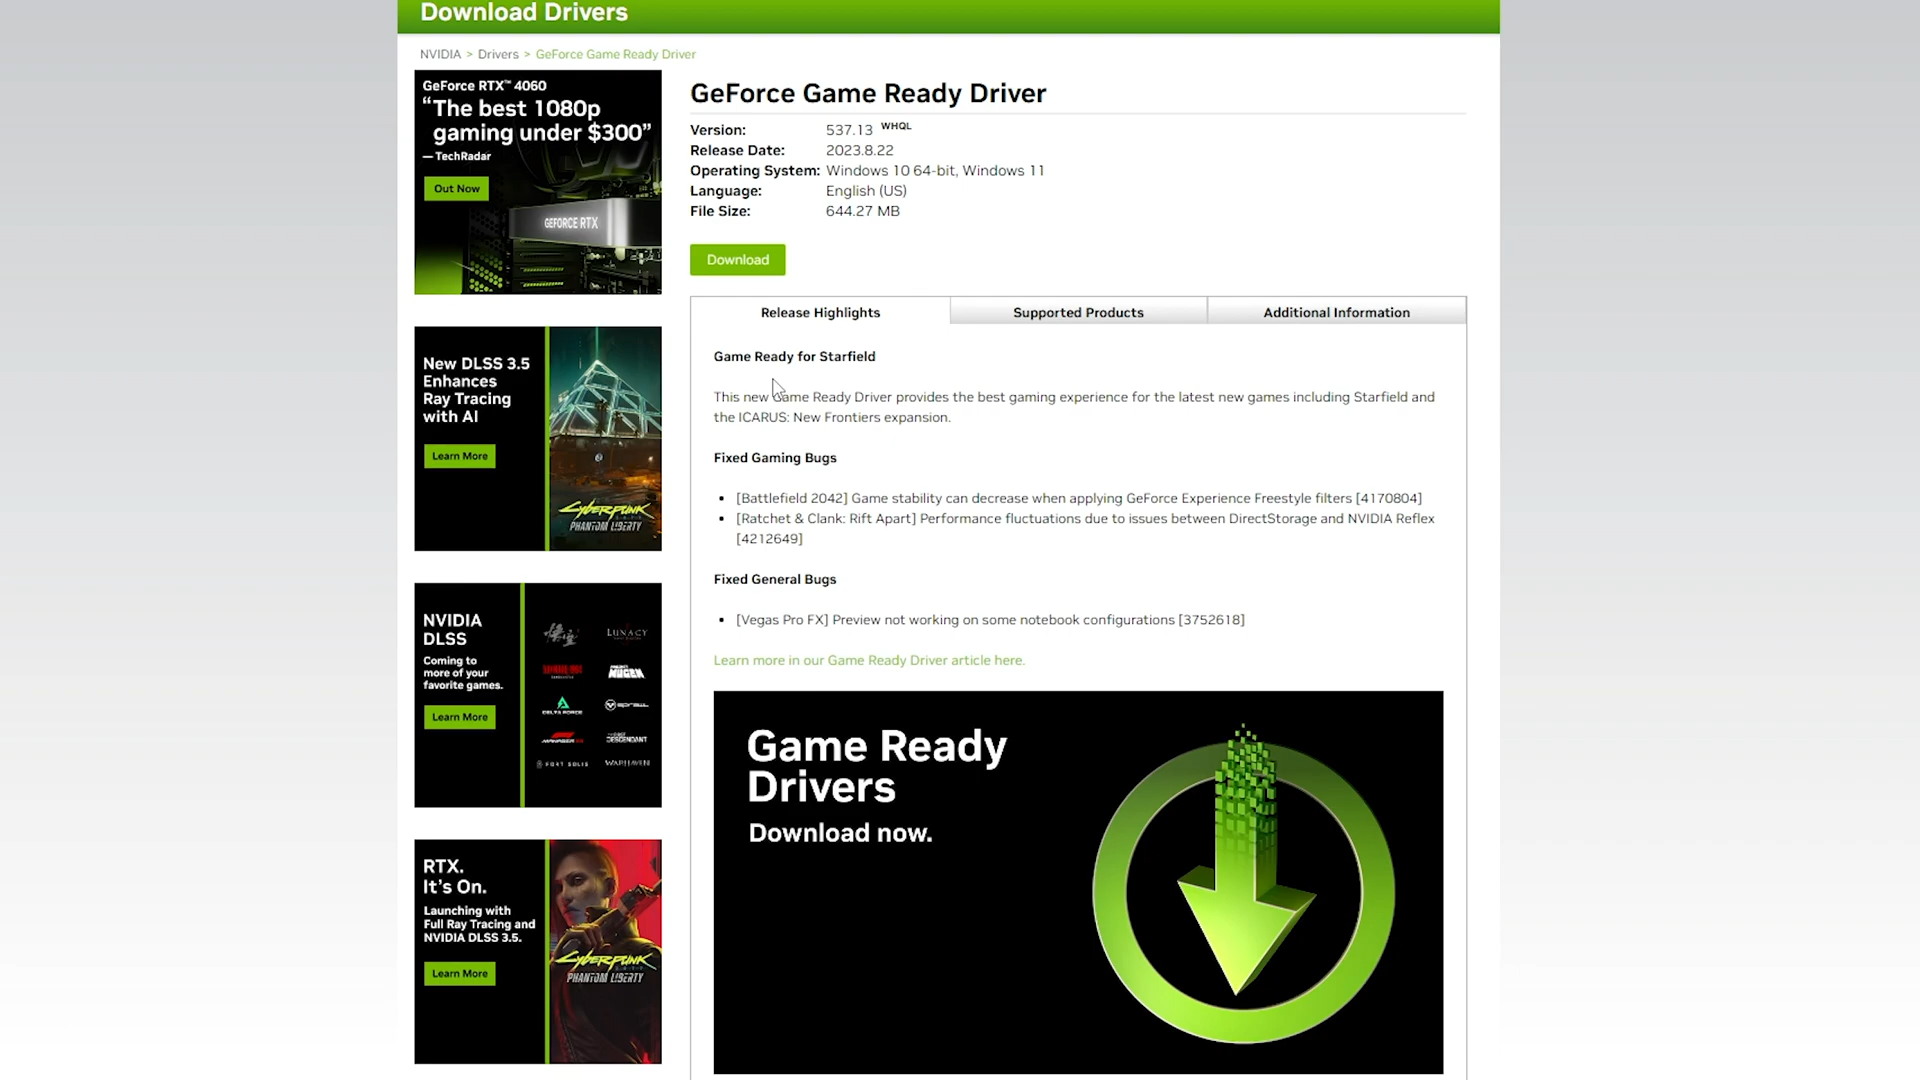 Download Drivers
NVIDIA > Drivers > GeForce Game Ready Driver
GeForce RTX™ 4060
“The best 1080p
gaming under $300”
— TechRadar
Out Now
GEFORCE RTX
New DLSS 3.5
Enhances
Ray Tracing
with AI
Learn More
CYBERPUNK
PHANTOM LIBERTY
NVIDIA
DLSS
Coming to
more of your
favorite games.
Learn More
LUNACY
DELTA FORCE
SPRAWL
MANAGER
DESCENDANT
FORT SOLIS
WARHAVEN
RTX.
It’s On.
Launching with
Full Ray Tracing and
NVIDIA DLSS 3.5.
Learn More
CYBERPUNK
PHANTOM LIBERTY
GeForce Game Ready Driver
Version: 537.13 WHQL
Release Date: 2023.8.22
Operating System: Windows 10 64-bit, Windows 11
Language: English (US)
File Size: 644.27 MB
Download
Release Highlights Supported Products Additional Information
Game Ready for Starfield
This new Game Ready Driver provides the best gaming experience for the latest new games including Starfield and
the ICARUS: New Frontiers expansion.
Fixed Gaming Bugs
• [Battlefield 2042] Game stability can decrease when applying GeForce Experience Freestyle filters [4170804]
• [Ratchet & Clank: Rift Apart] Performance fluctuations due to issues between DirectStorage and NVIDIA Reflex
[4212649]
Fixed General Bugs
• [Vegas Pro FX] Preview not working on some notebook configurations [3752618]
Learn more in our Game Ready Driver article here.
Game Ready
Drivers
Download now.